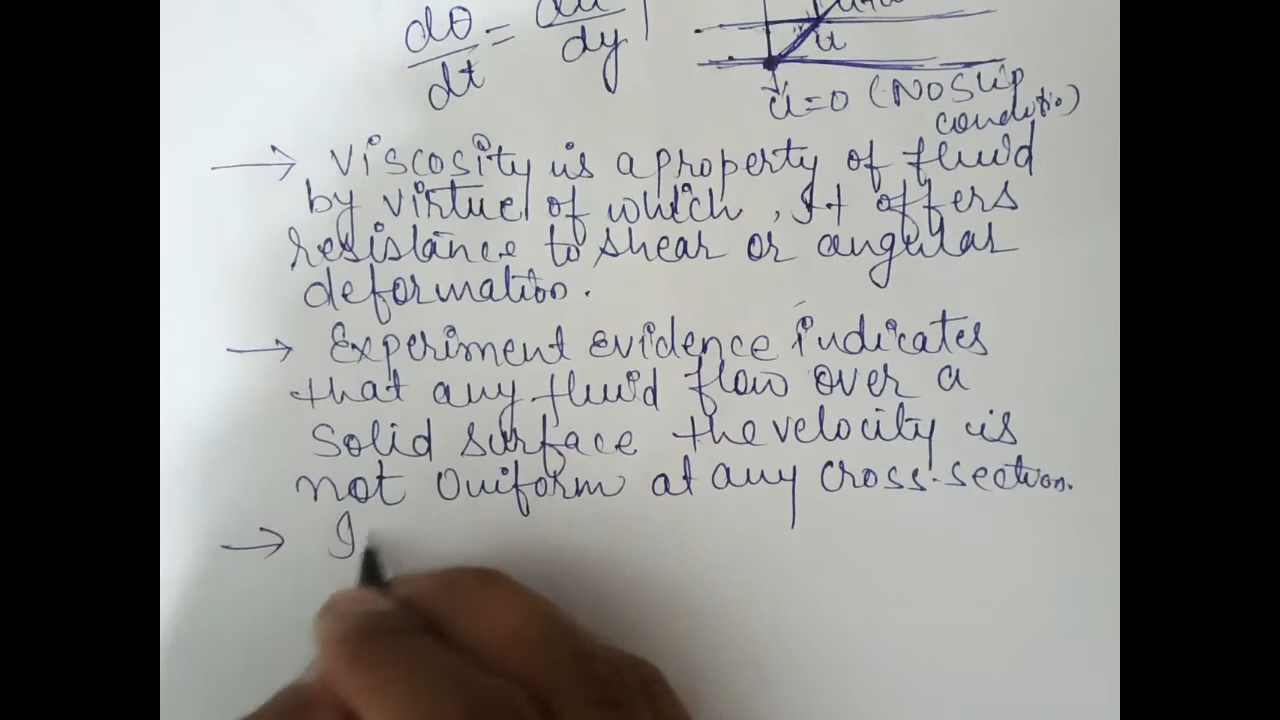 dθ/dt = du/dy
u
u=0 (No Slip
condition)
→ Viscosity is a property of fluid
by virtue of which, It offers
resistance to shear or angular
deformation.
→ Experiment evidence indicates
that any fluid flow over a
solid surface the velocity is
not Uniform at any cross-section.
→ I